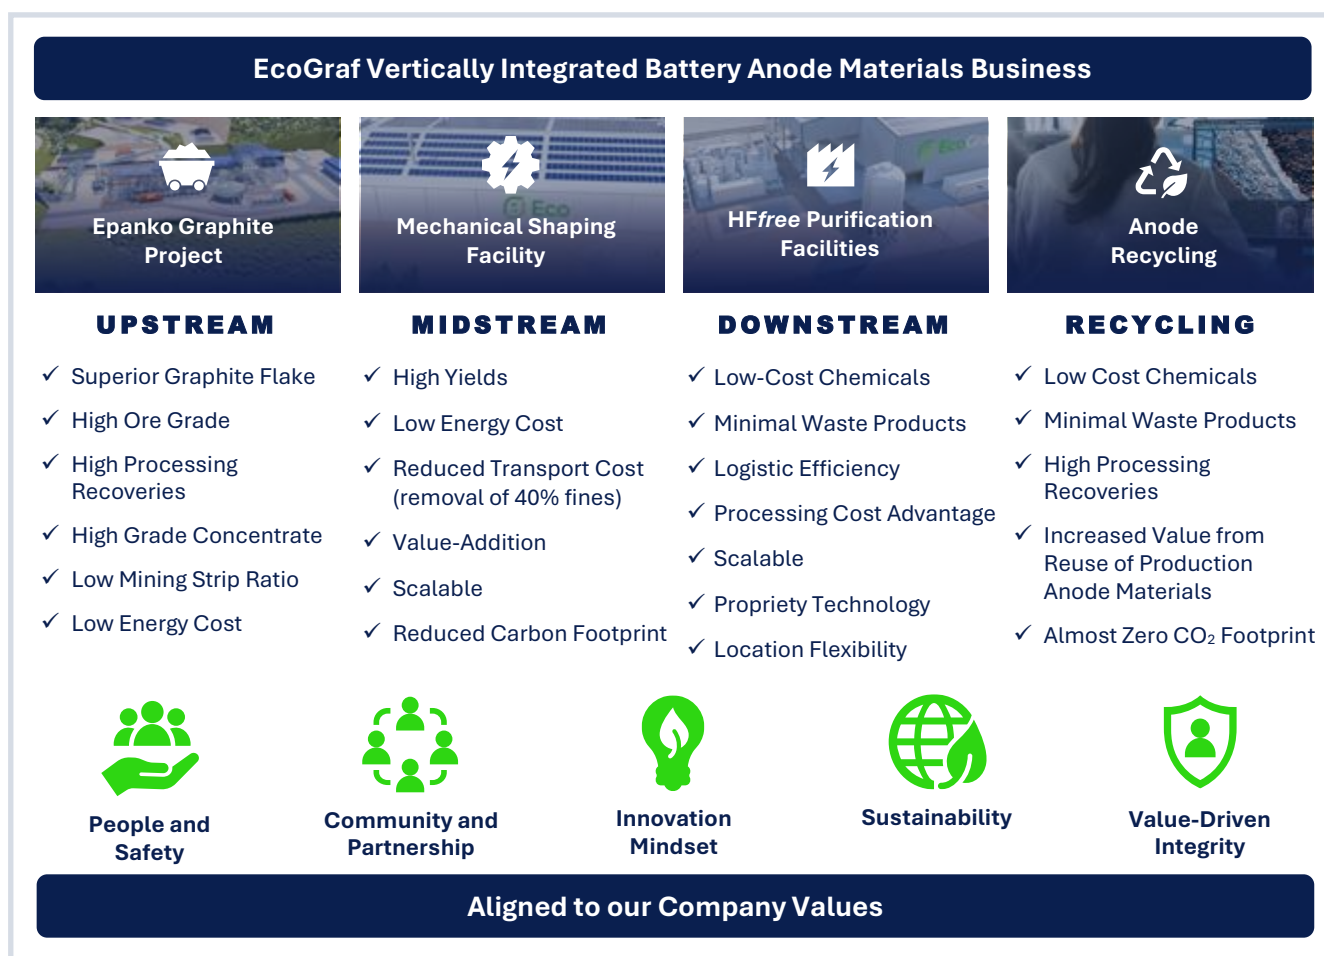 EcoGraf Vertically Integrated Battery Anode Materials Business
Epanko Graphite
Project
Eco
Mechanical Shaping
Facility
Eco
HFfree Purification
Facilities
Anode
Recycling
UPSTREAM
✓ Superior Graphite Flake
✓ High Ore Grade
✓ High Processing
Recoveries
✓ High Grade Concentrate
✓ Low Mining Strip Ratio
✓ Low Energy Cost
MIDSTREAM
✓ High Yields
✓ Low Energy Cost
✓ Reduced Transport Cost
(removal of 40% fines)
✓ Value-Addition
✓ Scalable
✓ Reduced Carbon Footprint
DOWNSTREAM
✓ Low-Cost Chemicals
✓ Minimal Waste Products
✓ Logistic Efficiency
✓ Processing Cost Advantage
✓ Scalable
✓ Propriety Technology
✓ Location Flexibility
RECYCLING
✓ Low Cost Chemicals
✓ Minimal Waste Products
✓ High Processing
Recoveries
✓ Increased Value from
Reuse of Production
Anode Materials
✓ Almost Zero CO₂ Footprint
People and
Safety
Community and
Partnership
Innovation
Mindset
Sustainability
Value-Driven
Integrity
Aligned to our Company Values